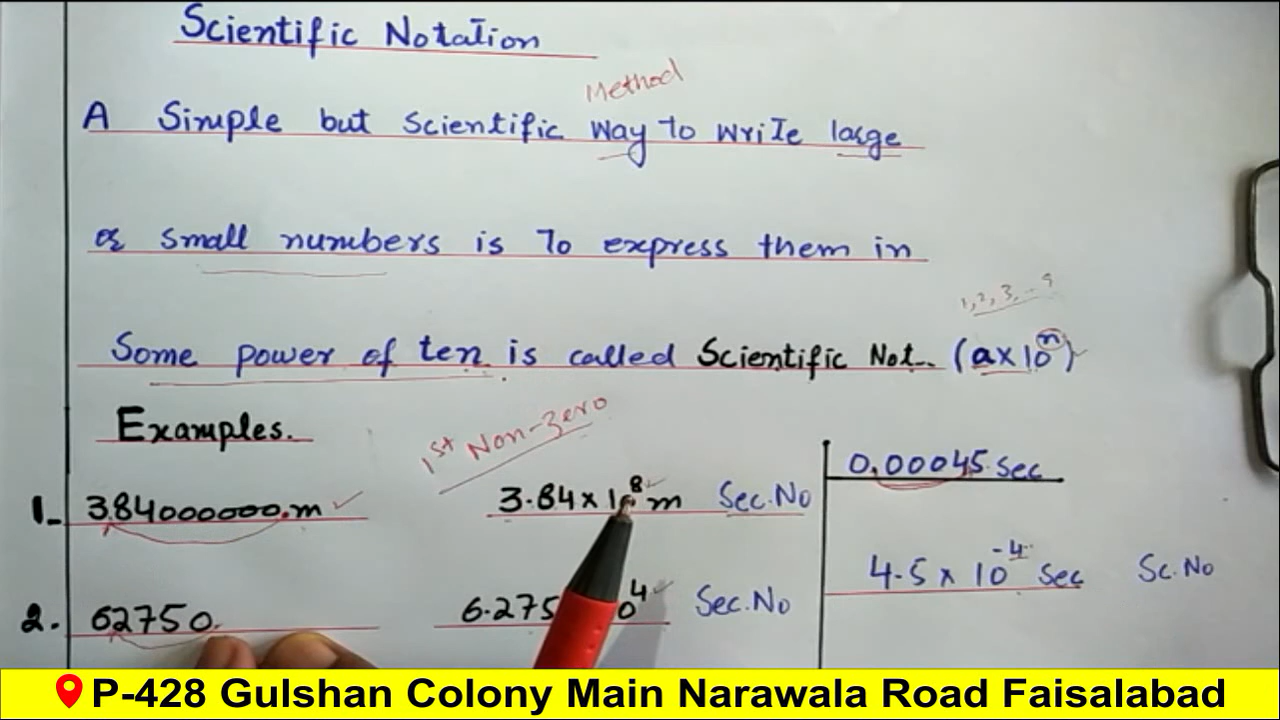 Scientific Notation
Method
A Simple but Scientific way to write large
or small numbers is To express them in
1,2,3,...9
Some power of ten is called Scientific Not.. (a×10ⁿ)
Examples.
1st Non-Zero
0.00045 Sec
1. 384000000.m 3.84×10⁸m Sec.No
4.5×10⁻⁴ Sec Sc.No
2. 62750. 6.275 0⁴ Sec.No
P-428 Gulshan Colony Main Narawala Road Faisalabad